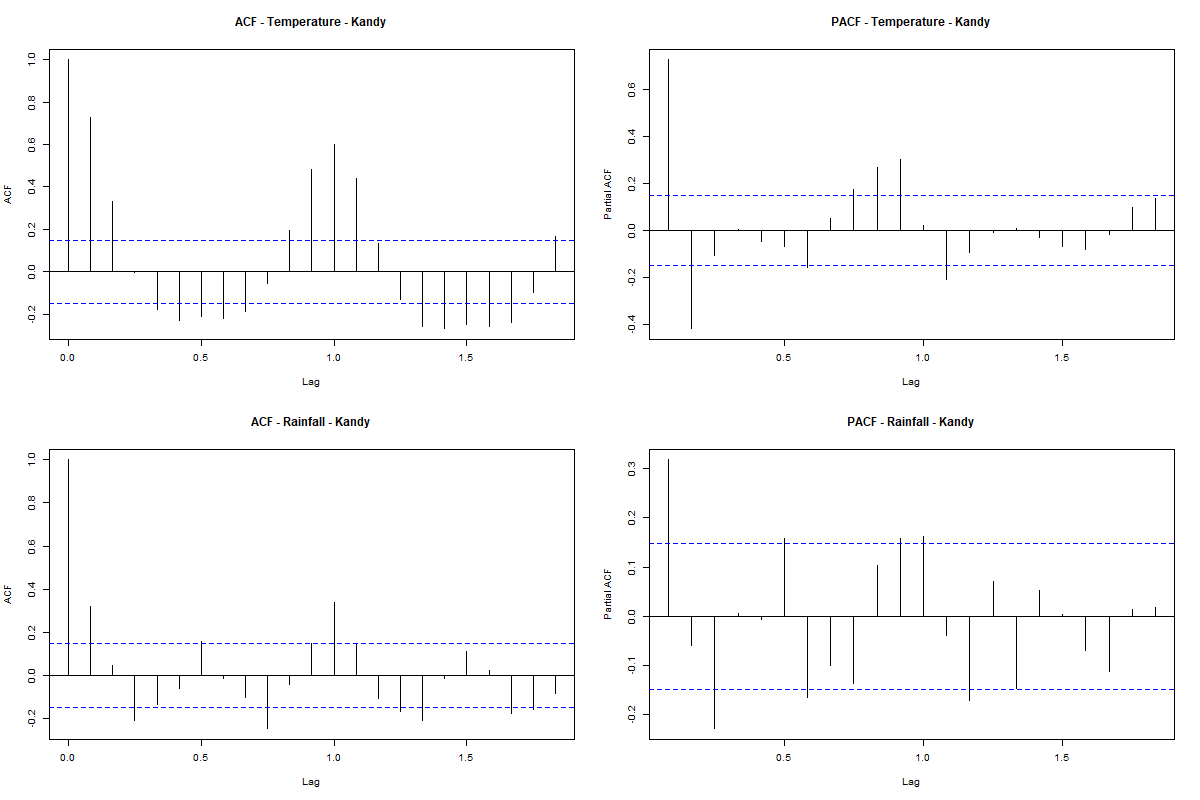 ACF - Temperature - Kandy
ACF
1.0
0.8
0.6
0.4
0.2
0.0
-0.2
0.0 0.5 1.0 1.5
Lag
PACF - Temperature - Kandy
Partial ACF
0.6
0.4
0.2
0.0
-0.2
-0.4
0.5 1.0 1.5
Lag
ACF - Rainfall - Kandy
ACF
1.0
0.8
0.6
0.4
0.2
0.0
-0.2
0.0 0.5 1.0 1.5
Lag
PACF - Rainfall - Kandy
Partial ACF
0.3
0.2
0.1
0.0
-0.1
-0.2
0.5 1.0 1.5
Lag